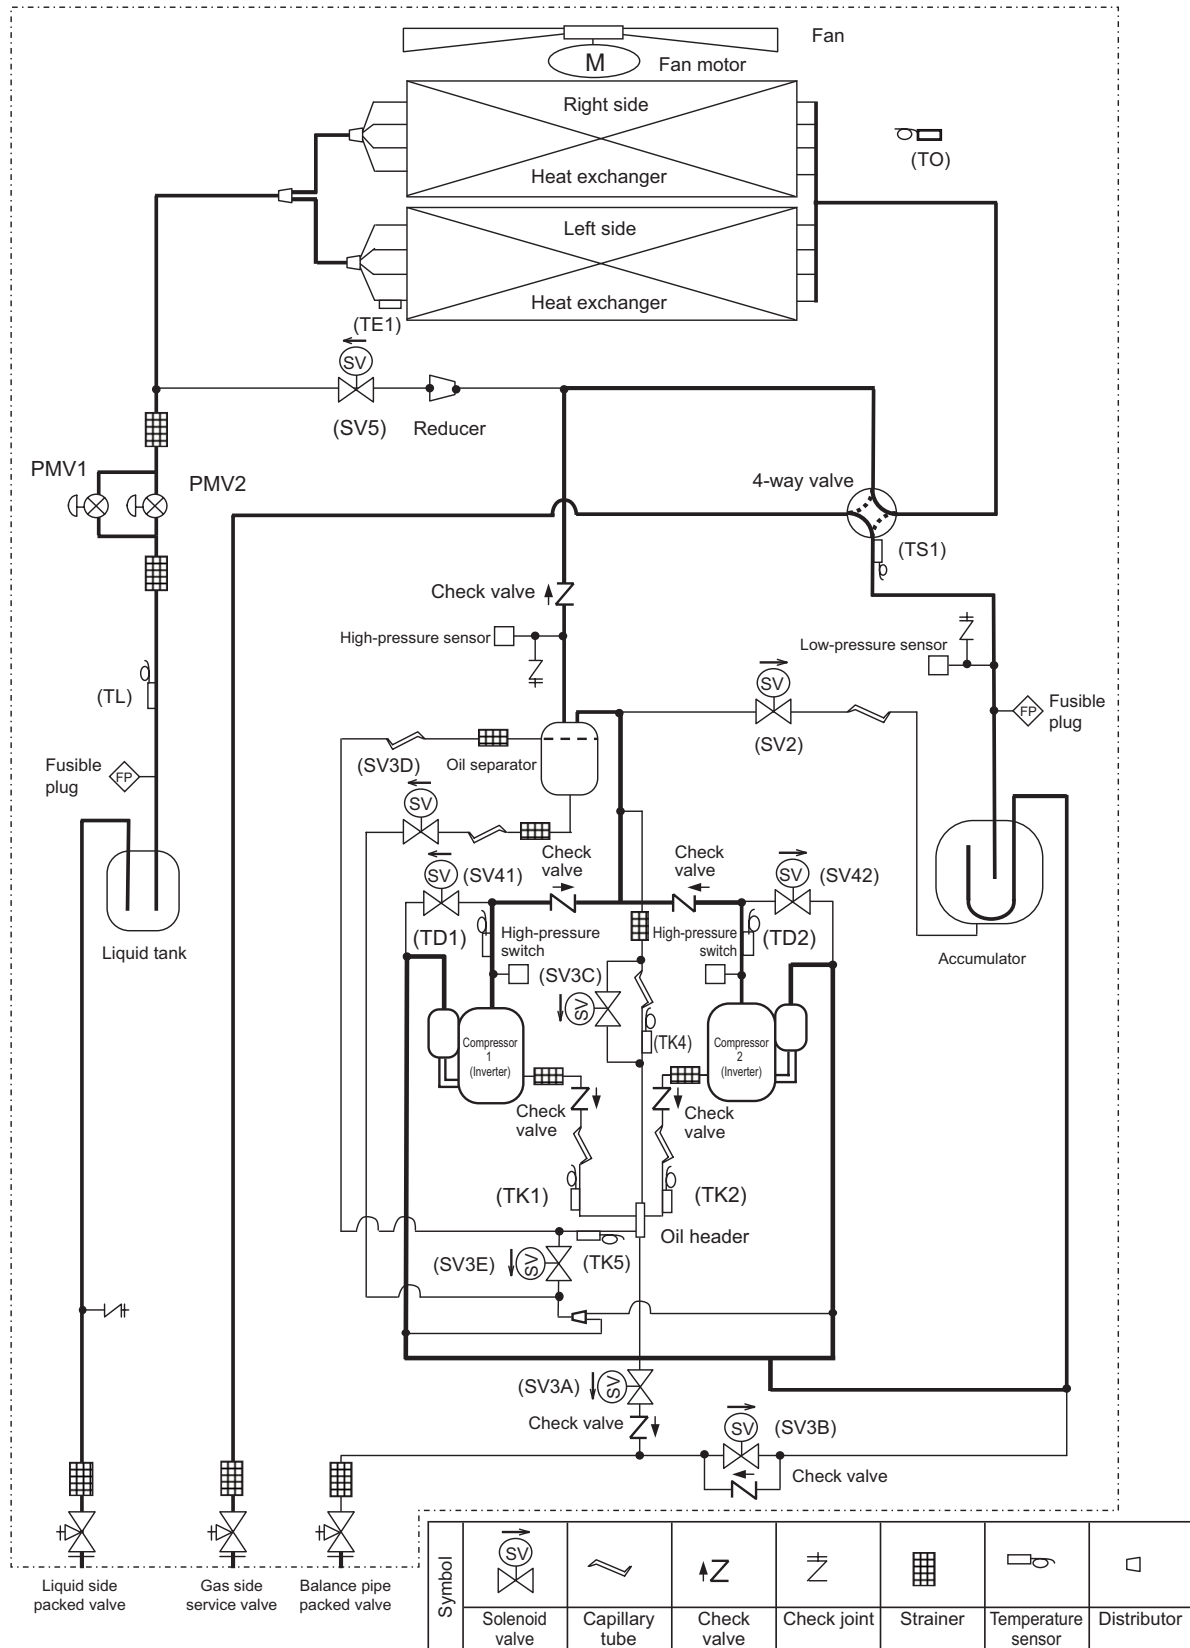 Fan
M
Fan motor
Right side
Heat exchanger
(TO)
Left side
Heat exchanger
(TE1)
SV
(SV5)
Reducer
PMV1
PMV2
4-way valve
(TS1)
Check valve
High-pressure sensor
Low-pressure sensor
(TL)
SV
(SV2)
FP
Fusible
plug
(SV3D)
Oil separator
Fusible
plug
FP
SV
SV
(SV41)
Check
valve
Check
valve
SV
(SV42)
(TD1)
High-pressure
switch
High-pressure
switch
(TD2)
Liquid tank
Accumulator
(SV3C)
SV
(TK4)
Compressor
1
(Inverter)
Compressor
2
(Inverter)
Check
valve
Check
valve
(TK1)
(TK2)
Oil header
(SV3E)
SV
(TK5)
(SV3A)
SV
Check valve
SV
(SV3B)
Check valve
Liquid side
packed valve
Gas side
service valve
Balance pipe
packed valve
Symbol
SV
Solenoid
valve
Capillary
tube
Check
valve
Check joint
Strainer
Temperature
sensor
Distributor